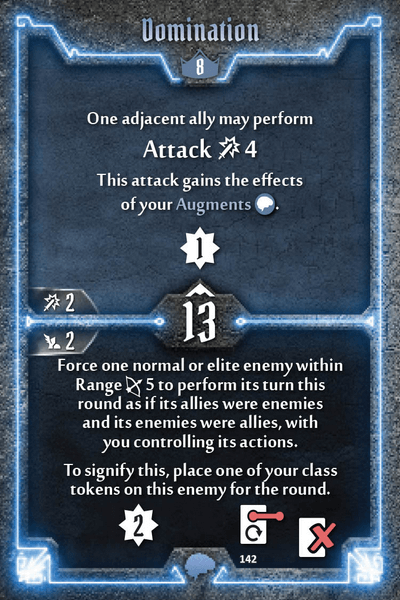 Domination
8
One adjacent ally may perform
Attack 4
This attack gains the effects
of your Augments .
1
2
13
2
Force one normal or elite enemy within
Range 5 to perform its turn this
round as if its allies were enemies
and its enemies were allies, with
you controlling its actions.
To signify this, place one of your class
tokens on this enemy for the round.
2
142